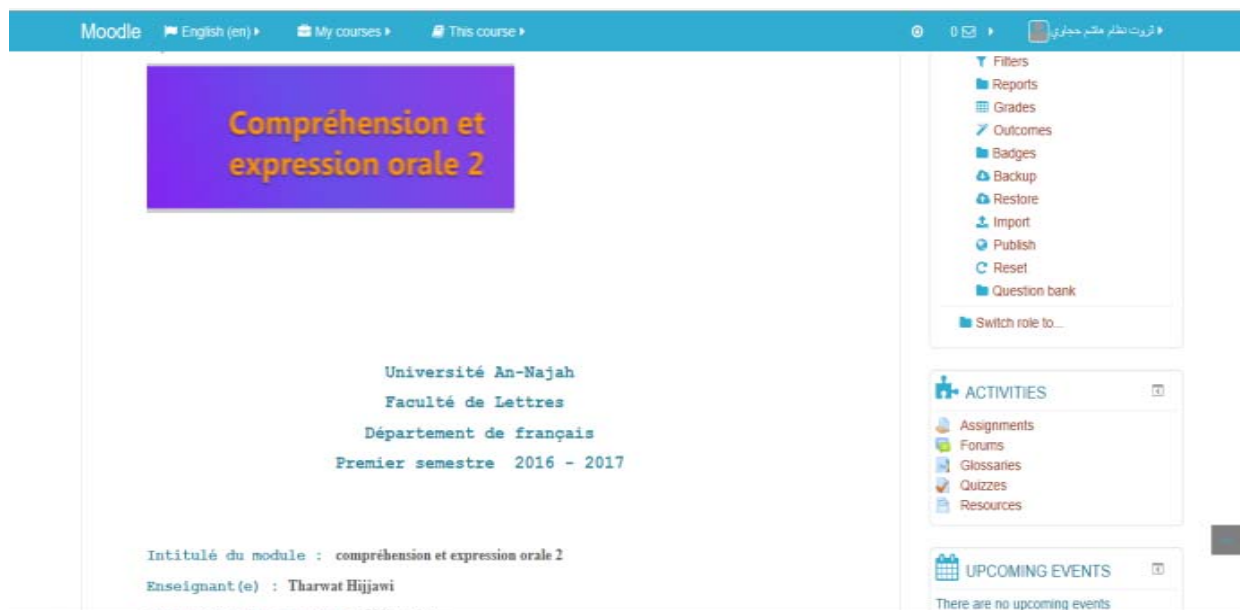 Moodle English (en) My courses This course 0 ثروت نظام هاشم حجاوي
Compréhension et
expression orale 2
Université An-Najah
Faculté de Lettres
Département de français
Premier semestre 2016 - 2017
Intitulé du module : compréhension et expression orale 2
Enseignant(e) : Tharwat Hijjawi
Filters
Reports
Grades
Outcomes
Badges
Backup
Restore
Import
Publish
Reset
Question bank
Switch role to...
ACTIVITIES
Assignments
Forums
Glossaries
Quizzes
Resources
UPCOMING EVENTS
There are no upcoming events